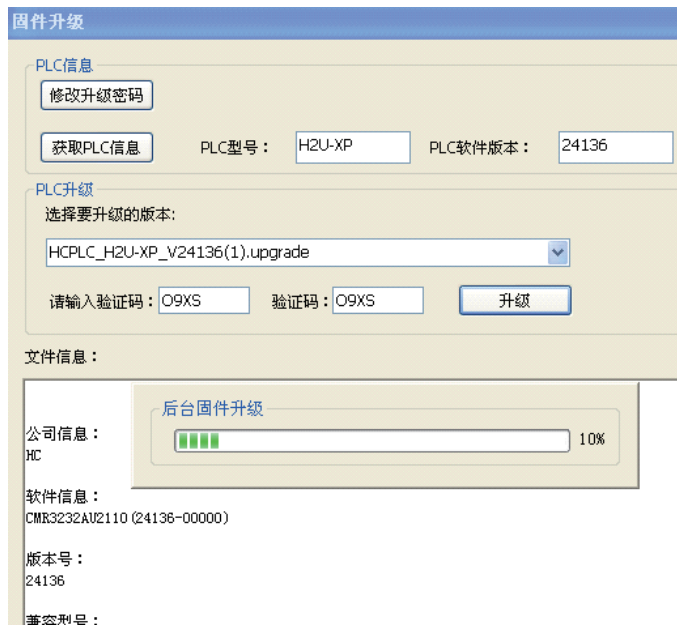 固件升级
PLC信息
修改升级密码
获取PLC信息 PLC型号： H2U-XP PLC软件版本： 24136
PLC升级
选择要升级的版本:
HCPLC_H2U-XP_V24136(1).upgrade
请输入验证码：O9XS 验证码：O9XS 升级
文件信息：
后台固件升级
10%
公司信息：
HC
软件信息：
CMR3232AU2110(24136-00000)
版本号：
24136
兼容型号：